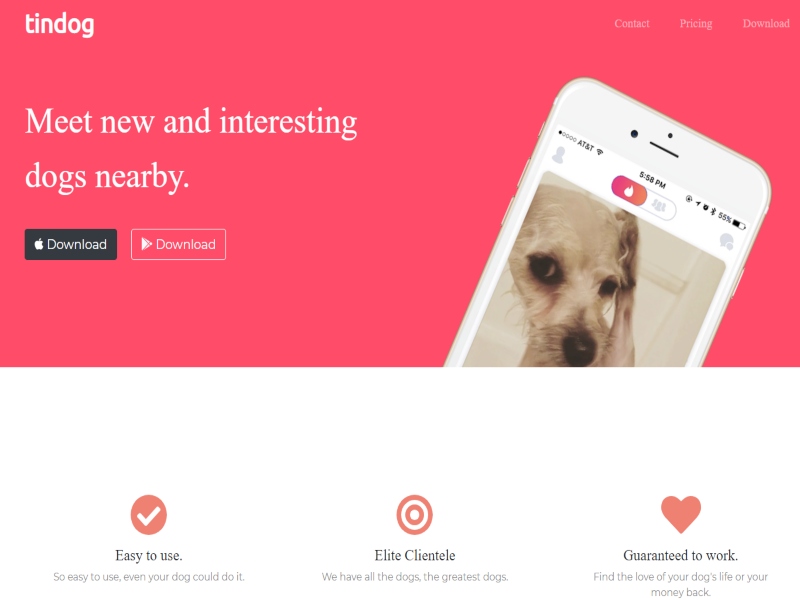 tindog
Contact Pricing Download
Meet new and interesting
dogs nearby.
Download Download
AT&T
5:58 PM
55%
Easy to use.
So easy to use, even your dog could do it.
Elite Clientele
We have all the dogs, the greatest dogs.
Guaranteed to work.
Find the love of your dog's life or your
money back.